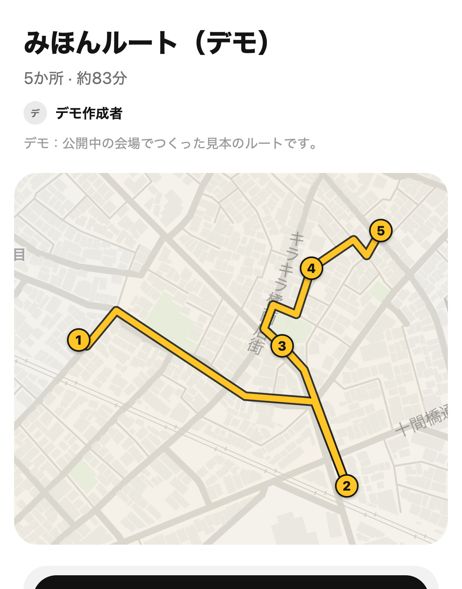 みほんルート（デモ）
5か所 · 約83分
デ デモ作成者
デモ：公開中の会場でつくった見本のルートです。
目
キラキラ橘
街
十間橋通
1
2
3
4
5